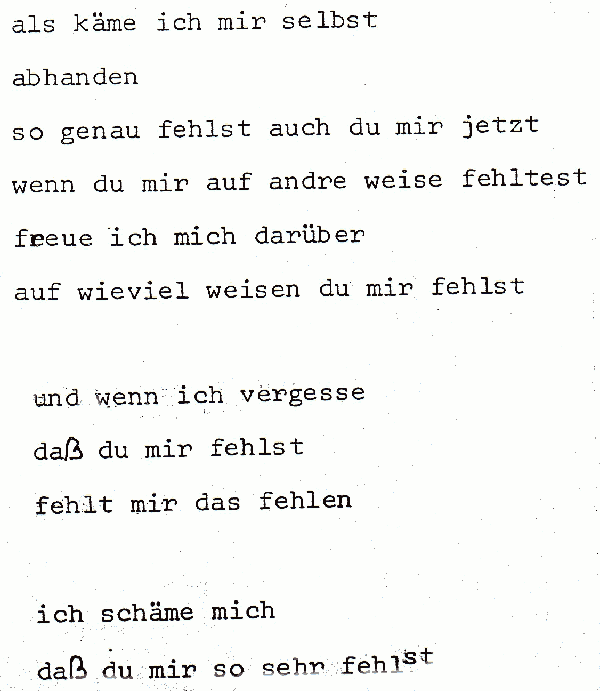 als käme ich mir selbst
abhanden
so genau fehlst auch du mir jetzt
wenn du mir auf andre weise fehltest
freue ich mich darüber
auf wieviel weisen du mir fehlst
und wenn ich vergesse
daß du mir fehlst
fehlt mir das fehlen
ich schäme mich
daß du mir so sehr fehlst